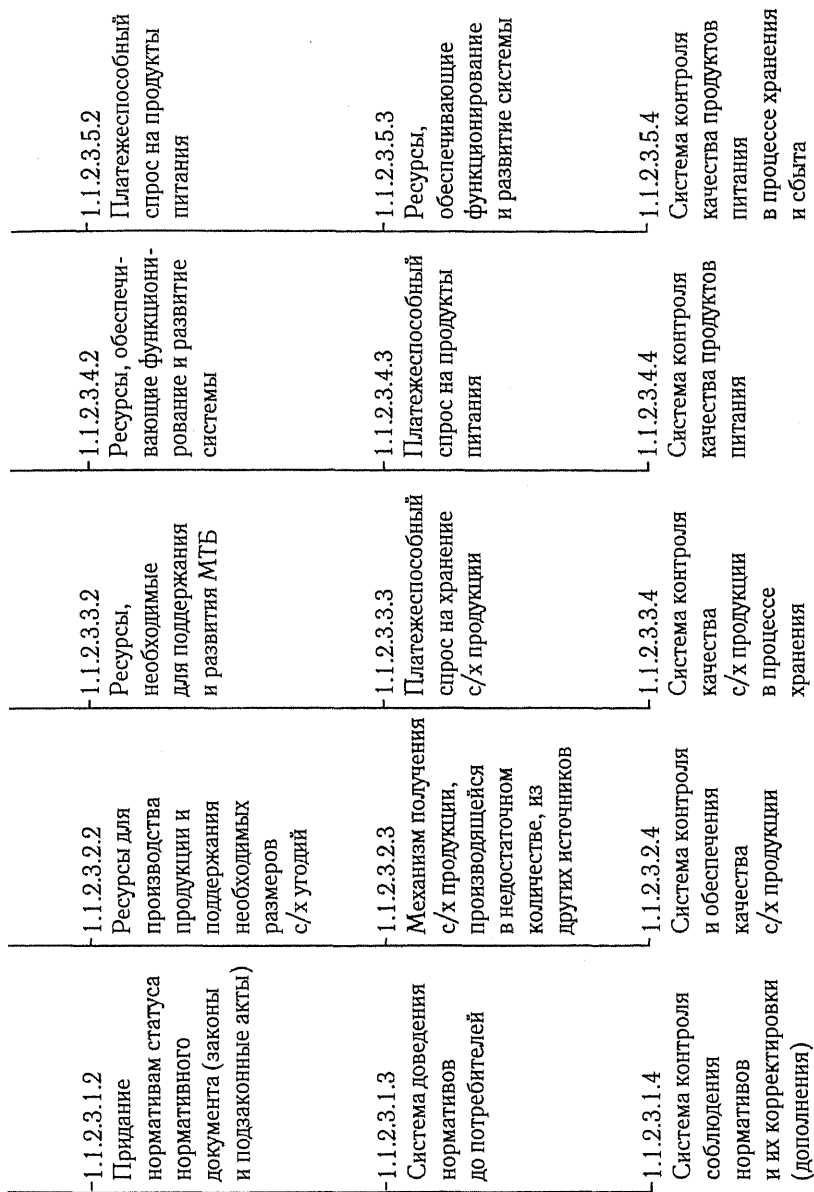 1.1.2.3.1.2
Придание
нормативам статуса
нормативного
документа (законы
и подзаконные акты)
1.1.2.3.1.3
Система доведения
нормативов
до потребителей
1.1.2.3.1.4
Система контроля
соблюдения
нормативов
и их корректировки
(дополнения)
1.1.2.3.2.2
Ресурсы для
производства
продукции и
поддержания
необходимых
размеров
с/х угодий
1.1.2.3.2.3
Механизм получения
с/х продукции,
производящейся
в недостаточном
количестве, из
других источников
1.1.2.3.2.4
Система контроля
и обеспечения
качества
с/х продукции
1.1.2.3.3.2
Ресурсы,
необходимые
для поддержания
и развития МТБ
1.1.2.3.3.3
Платежеспособный
спрос на хранение
с/х продукции
1.1.2.3.3.4
Система контроля
качества
с/х продукции
в процессе
хранения
1.1.2.3.4.2
Ресурсы, обеспечи-
вающие функциони-
рование и развитие
системы
1.1.2.3.4.3
Платежеспособный
спрос на продукты
питания
1.1.2.3.4.4
Система контроля
качества продуктов
питания
1.1.2.3.5.2
Платежеспособный
спрос на продукты
питания
1.1.2.3.5.3
Ресурсы,
обеспечивающие
функционирование
и развитие системы
1.1.2.3.5.4
Система контроля
качества продуктов
питания
в процессе хранения
и сбыта